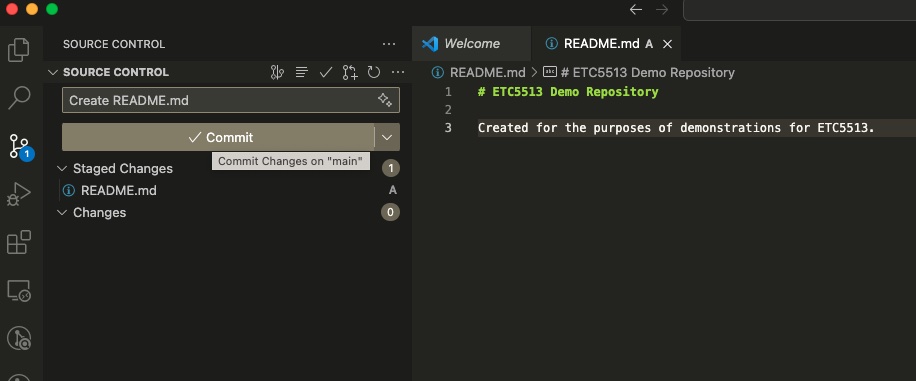 SOURCE CONTROL
SOURCE CONTROL
Create README.md
Commit
Commit Changes on "main"
Staged Changes 1
README.md A
Changes 0
1
Welcome
README.md A
README.md > # ETC5513 Demo Repository
1 # ETC5513 Demo Repository
2
3 Created for the purposes of demonstrations for ETC5513.